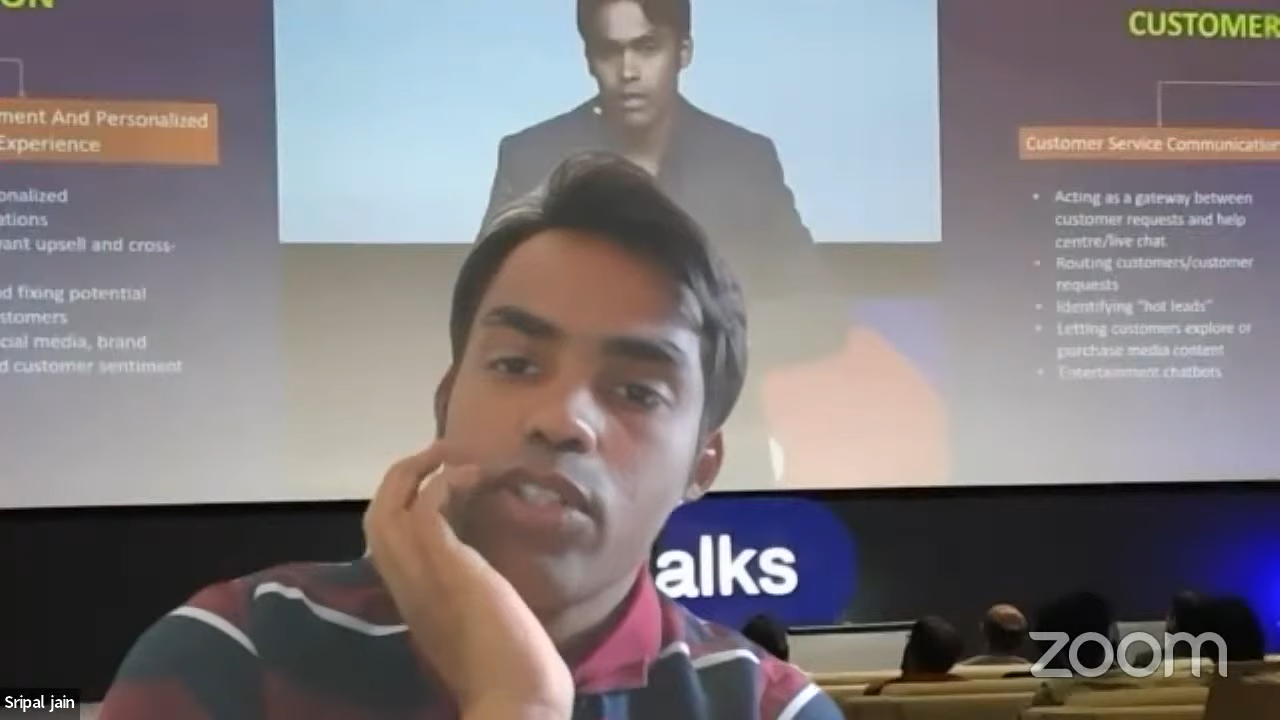 ON
ment And Personalized
Experience
onalized
ations
vant upsell and cross-
d fixing potential
stomers
cial media, brand
d customer sentiment
CUSTOMER
Customer Service Communication
• Acting as a gateway between
customer requests and help
centre/live chat
• Routing customers/customer
requests
• Identifying "hot leads"
• Letting customers explore or
purchase media content
• Entertainment chatbots
alks
zoom
Sripal jain